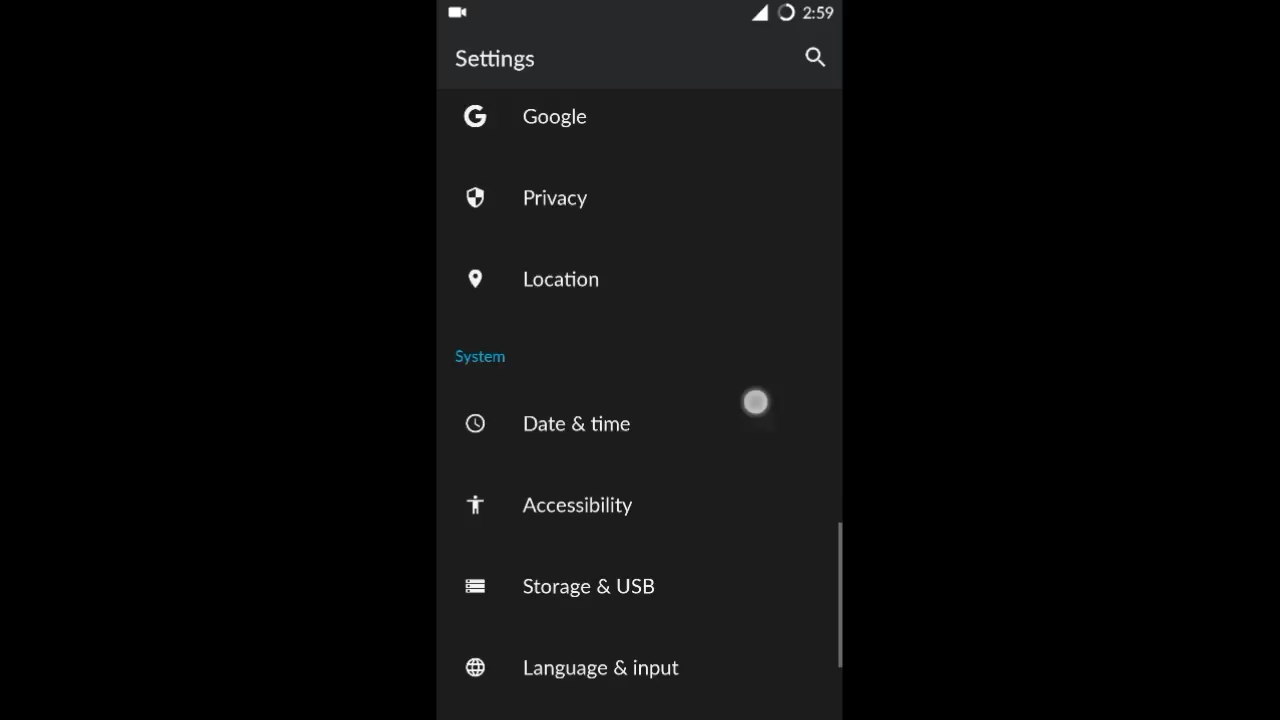 2:59
Settings
Google
Privacy
Location
System
Date & time
Accessibility
Storage & USB
Language & input